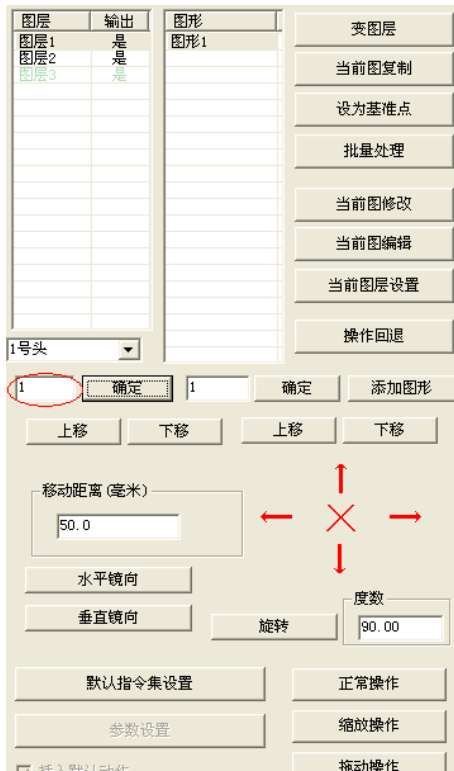 图层 输出 图形
图层1 是 图形1
图层2 是
图层3 是
变图层
当前图复制
设为基准点
批量处理
当前图修改
当前图编辑
当前图层设置
操作回退
1号头
1 确定 1 确定 添加图形
上移 下移 上移 下移
移动距离(毫米)
50.0
水平镜向
垂直镜向
旋转
度数
90.00
默认指令集设置 正常操作
参数设置 缩放操作
插入默认动作 拖动操作